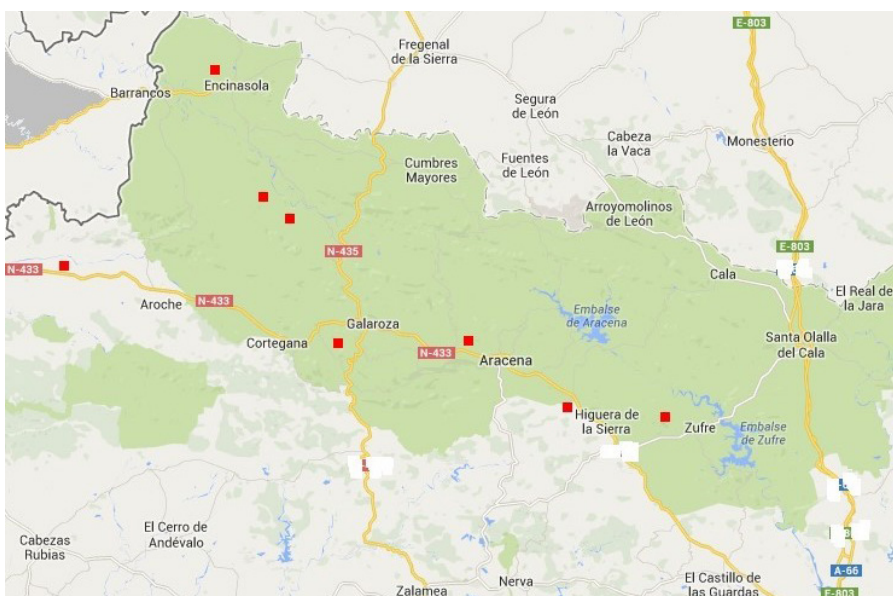 E-803
Fregenal
de la Sierra
Encinasola
Barrancos
Segura
de León
Cabeza
la Vaca
Monesterio
Cumbres
Mayores
Fuentes
de León
Arroyomolinos
de León
N-435
E-803
N-433
Cala
El Real de
la Jara
Aroche
N-433
Embalse
de Aracena
Galaroza
Cortegana
N-433
Aracena
Santa Olalla
del Cala
Higuera de
la Sierra
Zufre
Embalse
de Zufre
El Cerro de
Andévalo
Cabezas
Rubias
A-66
El Castillo de
las Guardas
Nerva
Zalamea
E-803